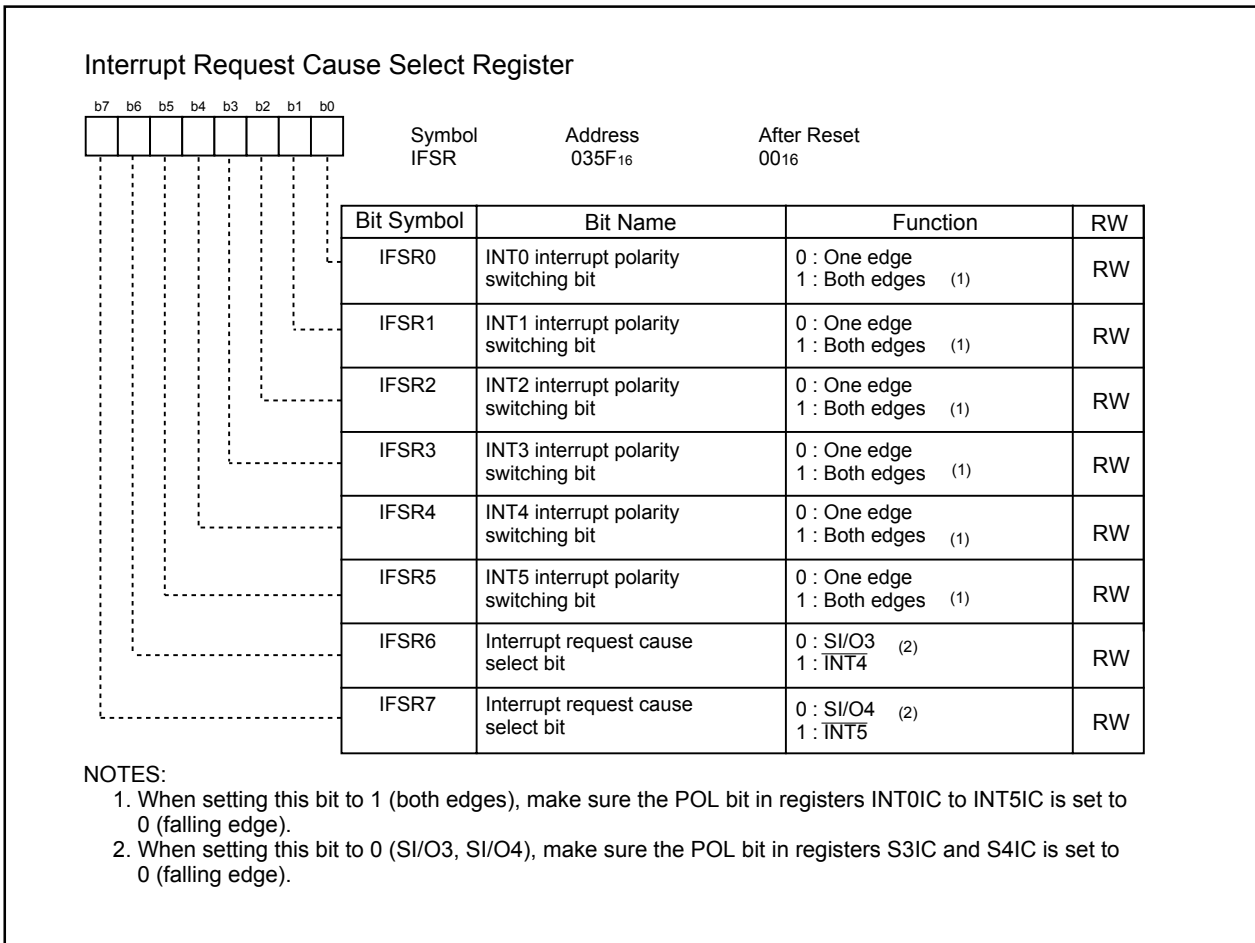 Interrupt Request Cause Select Register
b7 b6 b5 b4 b3 b2 b1 b0
Symbol Address After Reset
IFSR 035F16 0016
Bit Symbol Bit Name Function RW
IFSR0 INT0 interrupt polarity 0 : One edge
switching bit 1 : Both edges (1) RW
IFSR1 INT1 interrupt polarity 0 : One edge
switching bit 1 : Both edges (1) RW
IFSR2 INT2 interrupt polarity 0 : One edge
switching bit 1 : Both edges (1) RW
IFSR3 INT3 interrupt polarity 0 : One edge
switching bit 1 : Both edges (1) RW
IFSR4 INT4 interrupt polarity 0 : One edge
switching bit 1 : Both edges (1) RW
IFSR5 INT5 interrupt polarity 0 : One edge
switching bit 1 : Both edges (1) RW
IFSR6 Interrupt request cause 0 : SI/O3 (2)
select bit 1 : INT4 RW
IFSR7 Interrupt request cause 0 : SI/O4 (2)
select bit 1 : INT5 RW
NOTES:
1. When setting this bit to 1 (both edges), make sure the POL bit in registers INT0IC to INT5IC is set to
0 (falling edge).
2. When setting this bit to 0 (SI/O3, SI/O4), make sure the POL bit in registers S3IC and S4IC is set to
0 (falling edge).